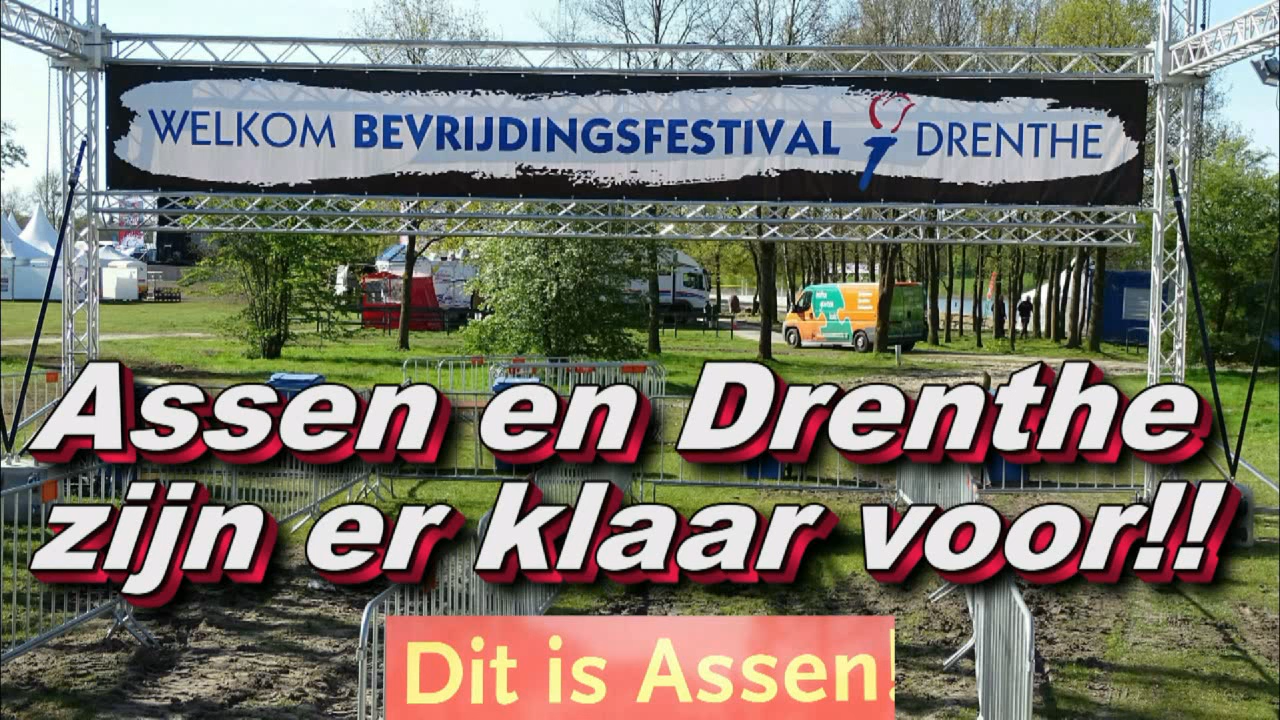 WELKOM BEVRIJDINGSFESTIVAL DRENTHE
Assen en Drenthe
zijn er klaar voor!!
Dit is Assen!